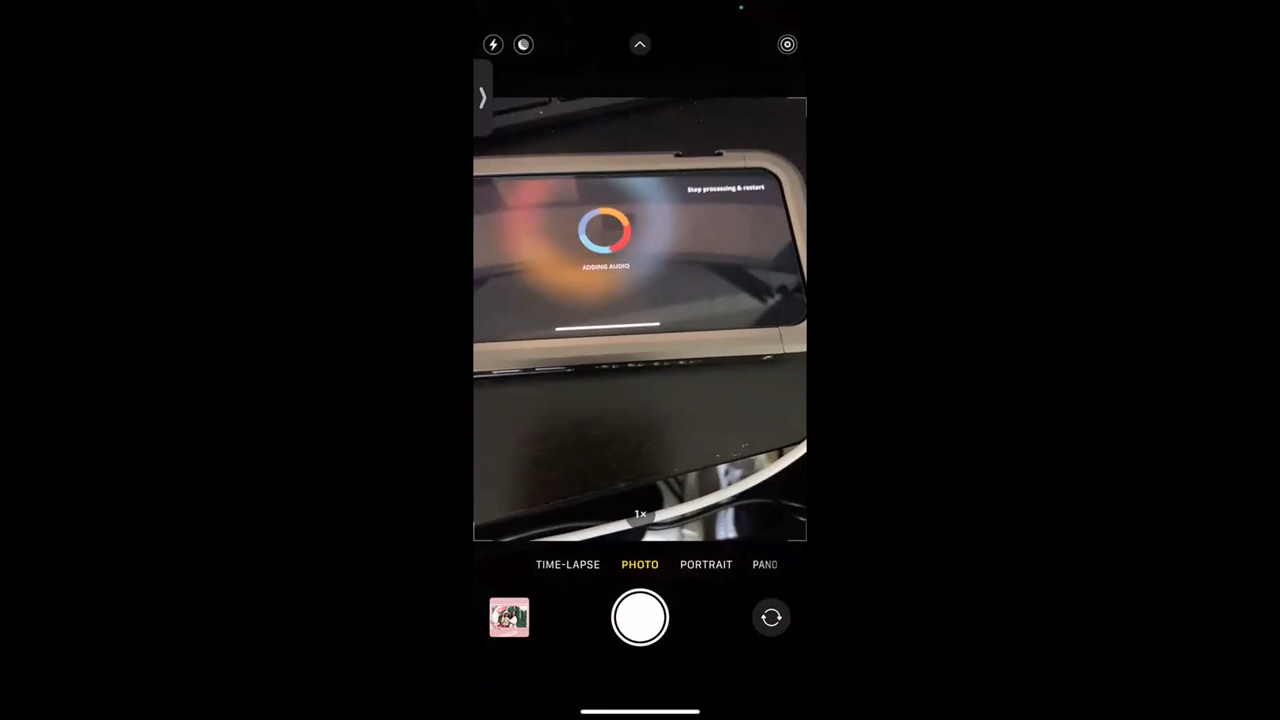 Stop processing & restart
ADDING AUDIO
1×
TIME-LAPSE PHOTO PORTRAIT PANO